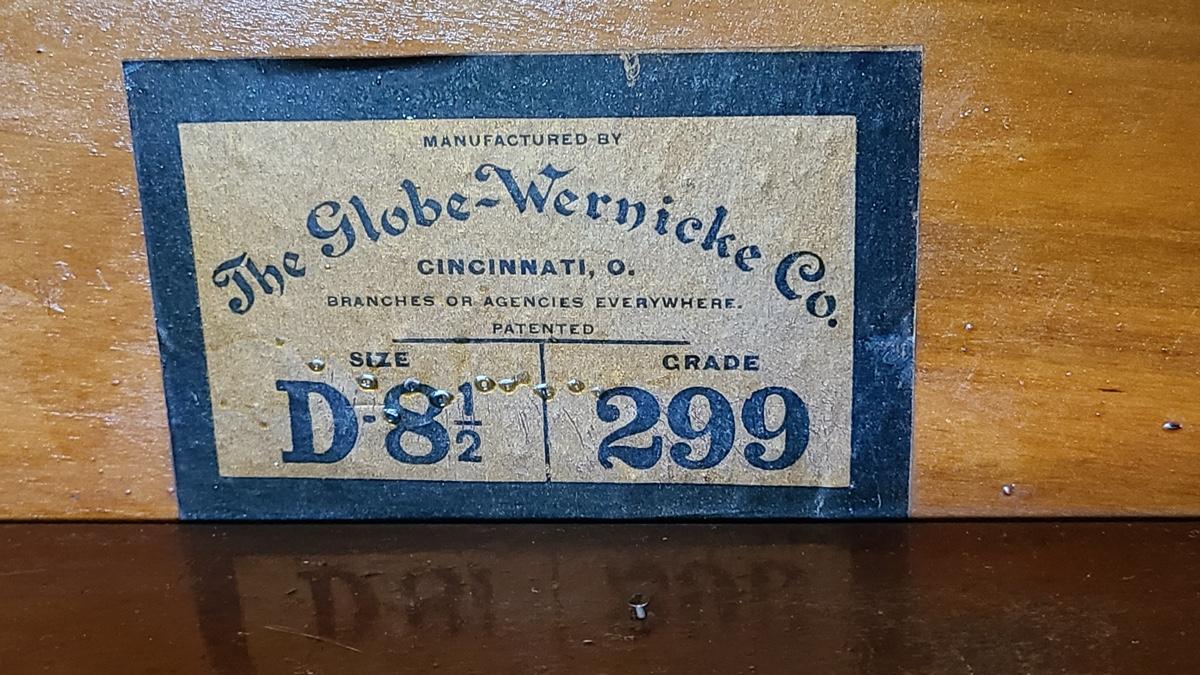 MANUFACTURED BY
The Globe-Wernicke Co.
CINCINNATI, O.
BRANCHES OR AGENCIES EVERYWHERE.
PATENTED
SIZE GRADE
D-8½ 299